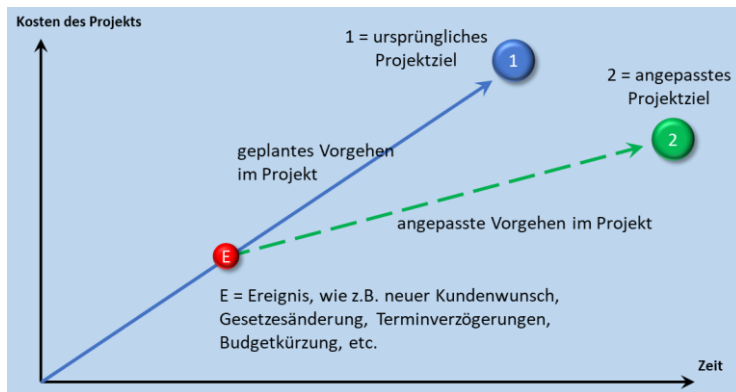 Kosten des Projekts
1 = ursprüngliches
Projektziel
1
2 = angepasstes
Projektziel
2
geplantes Vorgehen
im Projekt
angepasste Vorgehen im Projekt
E
E = Ereignis, wie z.B. neuer Kundenwunsch,
Gesetzesänderung, Terminverzögerungen,
Budgetkürzung, etc.
Zeit